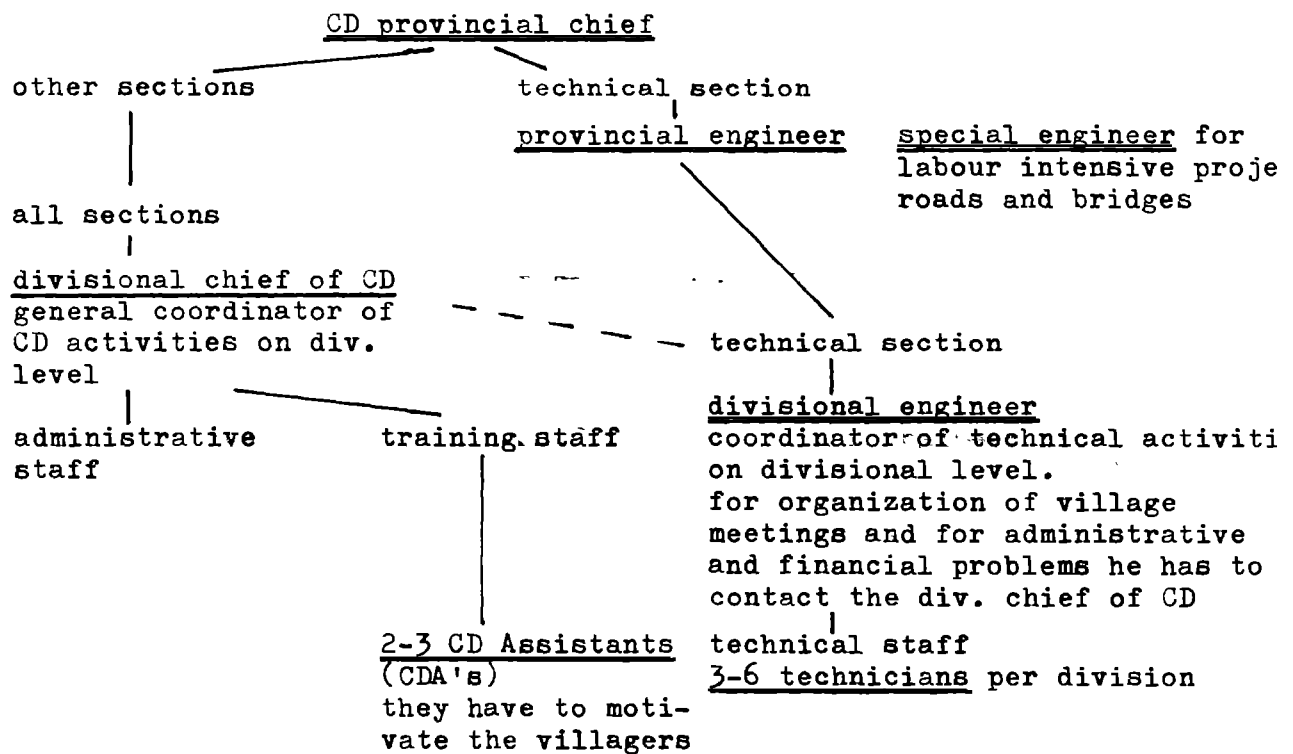 CD provincial chief
other sections
technical section
provincial engineer
special engineer for
labour intensive proje
roads and bridges
all sections
divisional chief of CD
general coordinator of
CD activities on div.
level
technical section
divisional engineer
coordinator of technical activiti
on divisional level.
for organization of village
meetings and for administrative
and financial problems he has to
contact the div. chief of CD
administrative
staff
training staff
2-3 CD Assistants
(CDA's)
they have to moti-
vate the villagers
technical staff
3-6 technicians per division